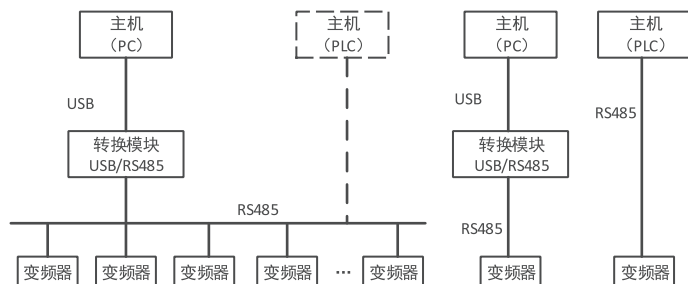 主机
（PC）
主机
（PLC）
主机
（PC）
主机
（PLC）
USB
USB
RS485
转换模块
USB/RS485
转换模块
USB/RS485
RS485
RS485
变频器
变频器
变频器
变频器
...
变频器
变频器
变频器